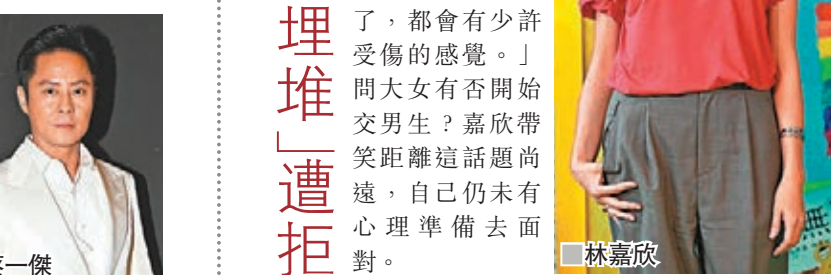 埋堆」遭拒
了，都會有少許
受傷的感覺。」
問大女有否開始
交男生？嘉欣帶
笑距離這話題尚
遠，自己仍未有
心理準備去面
對。
一傑
■林嘉欣